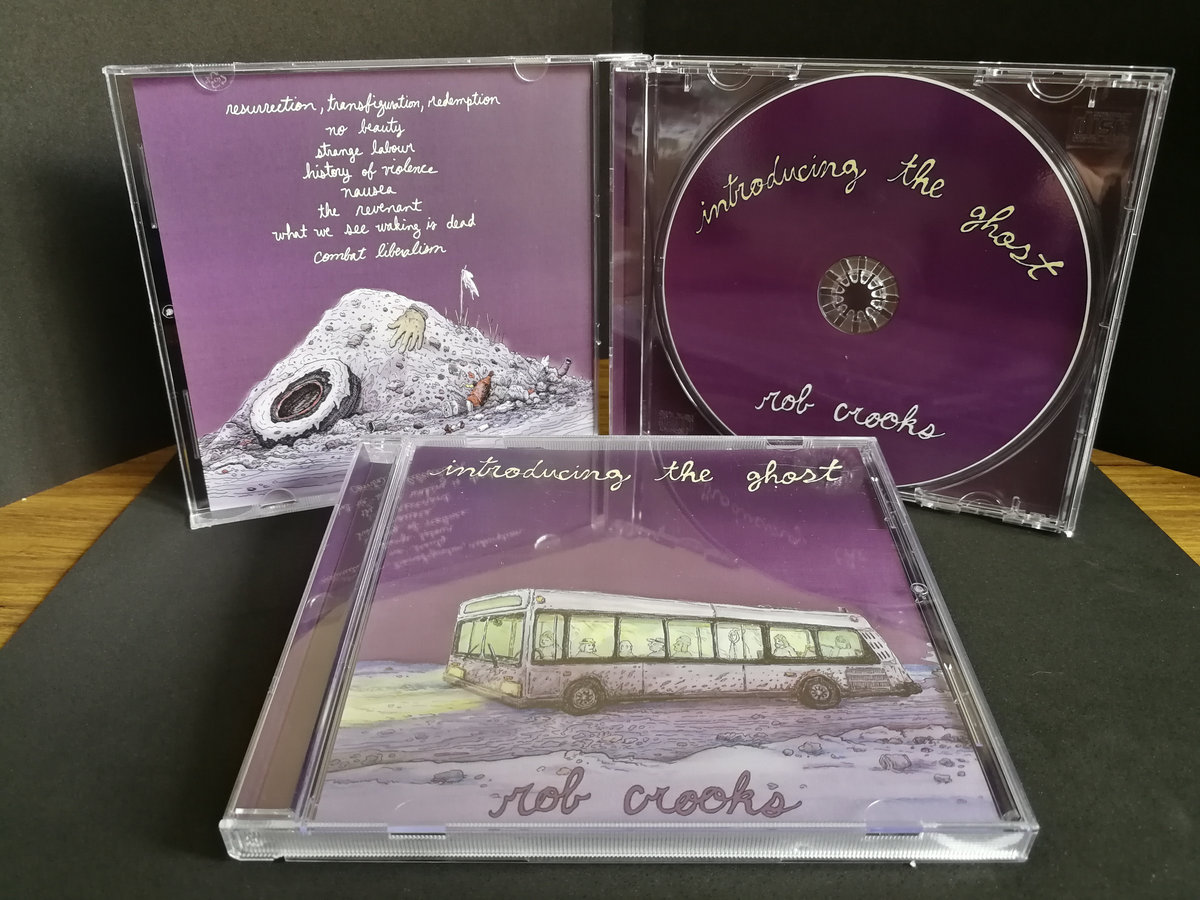 resurrection, transfiguration, redemption
no beauty
strange labour
history of violence
nausea
the revenant
what we see waking is dead
combat liberalism
introducing the ghost
rob crooks
introducing the ghost
rob crooks